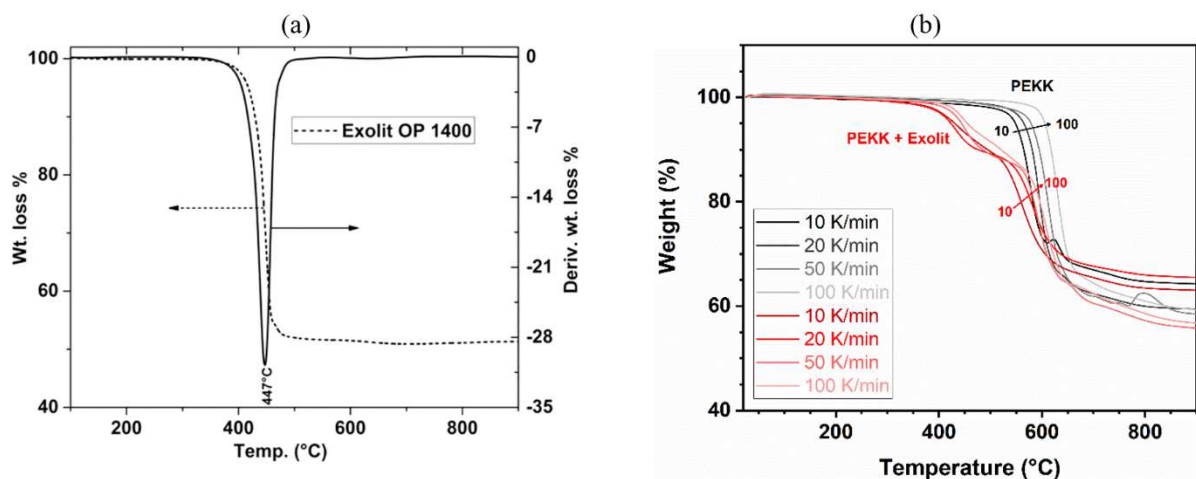 (a)
100
80
60
40
200
400
600
800
Wt. loss %
Temp. (°C)
0
-7
-14
-21
-28
-35
Deriv. wt. loss %
Exolit OP 1400
447°C
(b)
100
80
60
40
200
400
600
800
Weight (%)
Temperature (°C)
PEKK
10
100
PEKK + Exolit
100
10
10 K/min
20 K/min
50 K/min
100 K/min
10 K/min
20 K/min
50 K/min
100 K/min